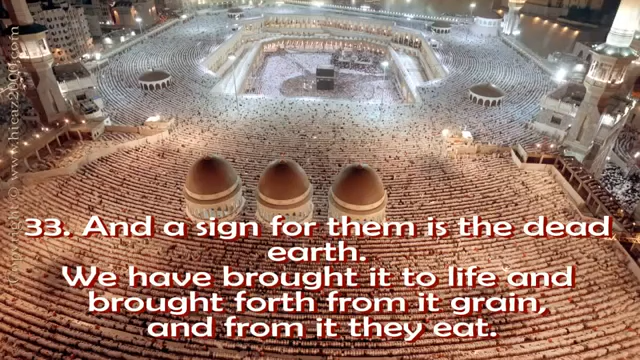 33. And a sign for them is the dead
earth.
We have brought it to life and
brought forth from it grain,
and from it they eat.